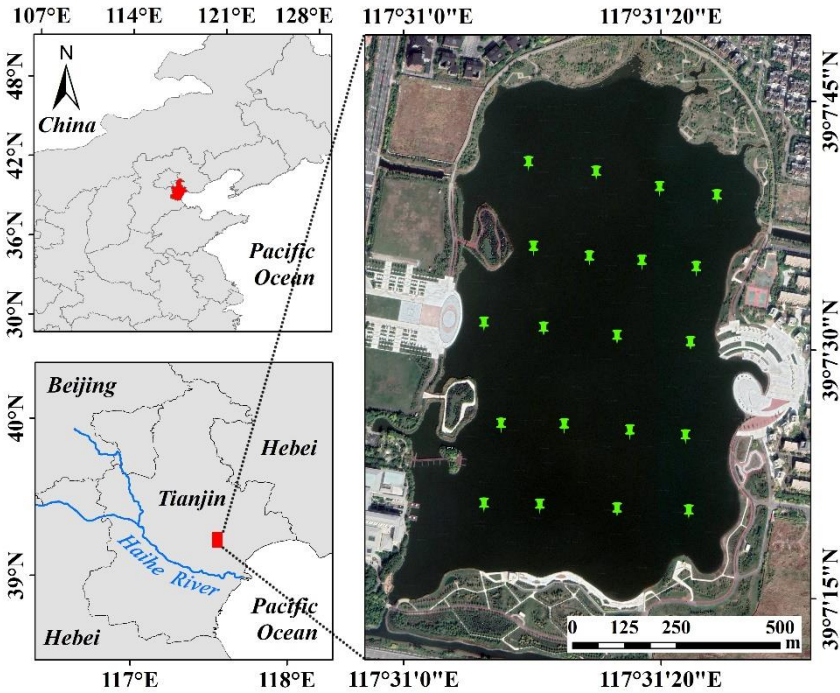 107°E 114°E 121°E 128°E
117°31'0"E 117°31'20"E
N
China
Pacific
Ocean
48°N
42°N
36°N
30°N
Beijing
Hebei
Tianjin
Haihe River
Pacific
Ocean
Hebei
40°N
39°N
117°E 118°E
39°7'45"N
39°7'30"N
39°7'15"N
0 125 250 500
m
117°31'0"E 117°31'20"E